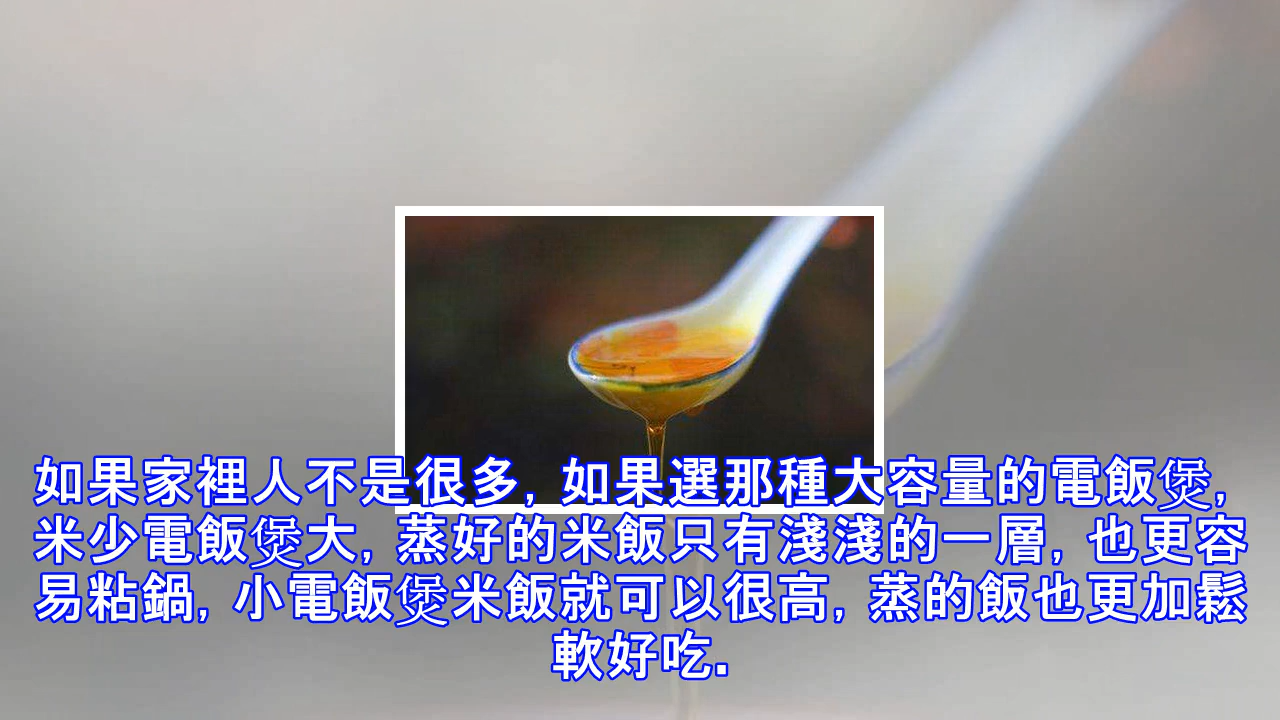 如果家裡人不是很多, 如果選那種大容量的電飯煲,
米少電飯煲大, 蒸好的米飯只有淺淺的一層, 也更容
易粘鍋, 小電飯煲米飯就可以很高, 蒸的飯也更加鬆
軟好吃.